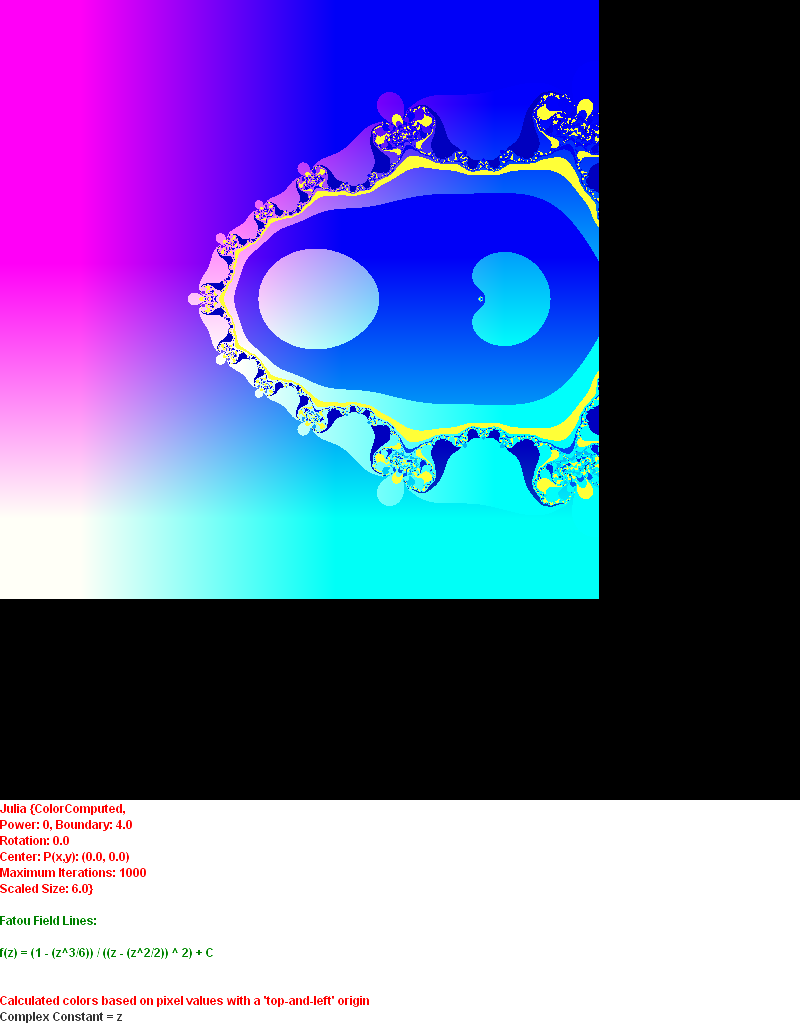 Julia {ColorComputed,
Power: 0, Boundary: 4.0
Rotation: 0.0
Center: P(x,y): (0.0, 0.0)
Maximum Iterations: 1000
Scaled Size: 6.0}
Fatou Field Lines:
f(z) = (1 - (z^3/6)) / ((z - (z^2/2)) ^ 2) + C
Calculated colors based on pixel values with a 'top-and-left' origin
Complex Constant = z